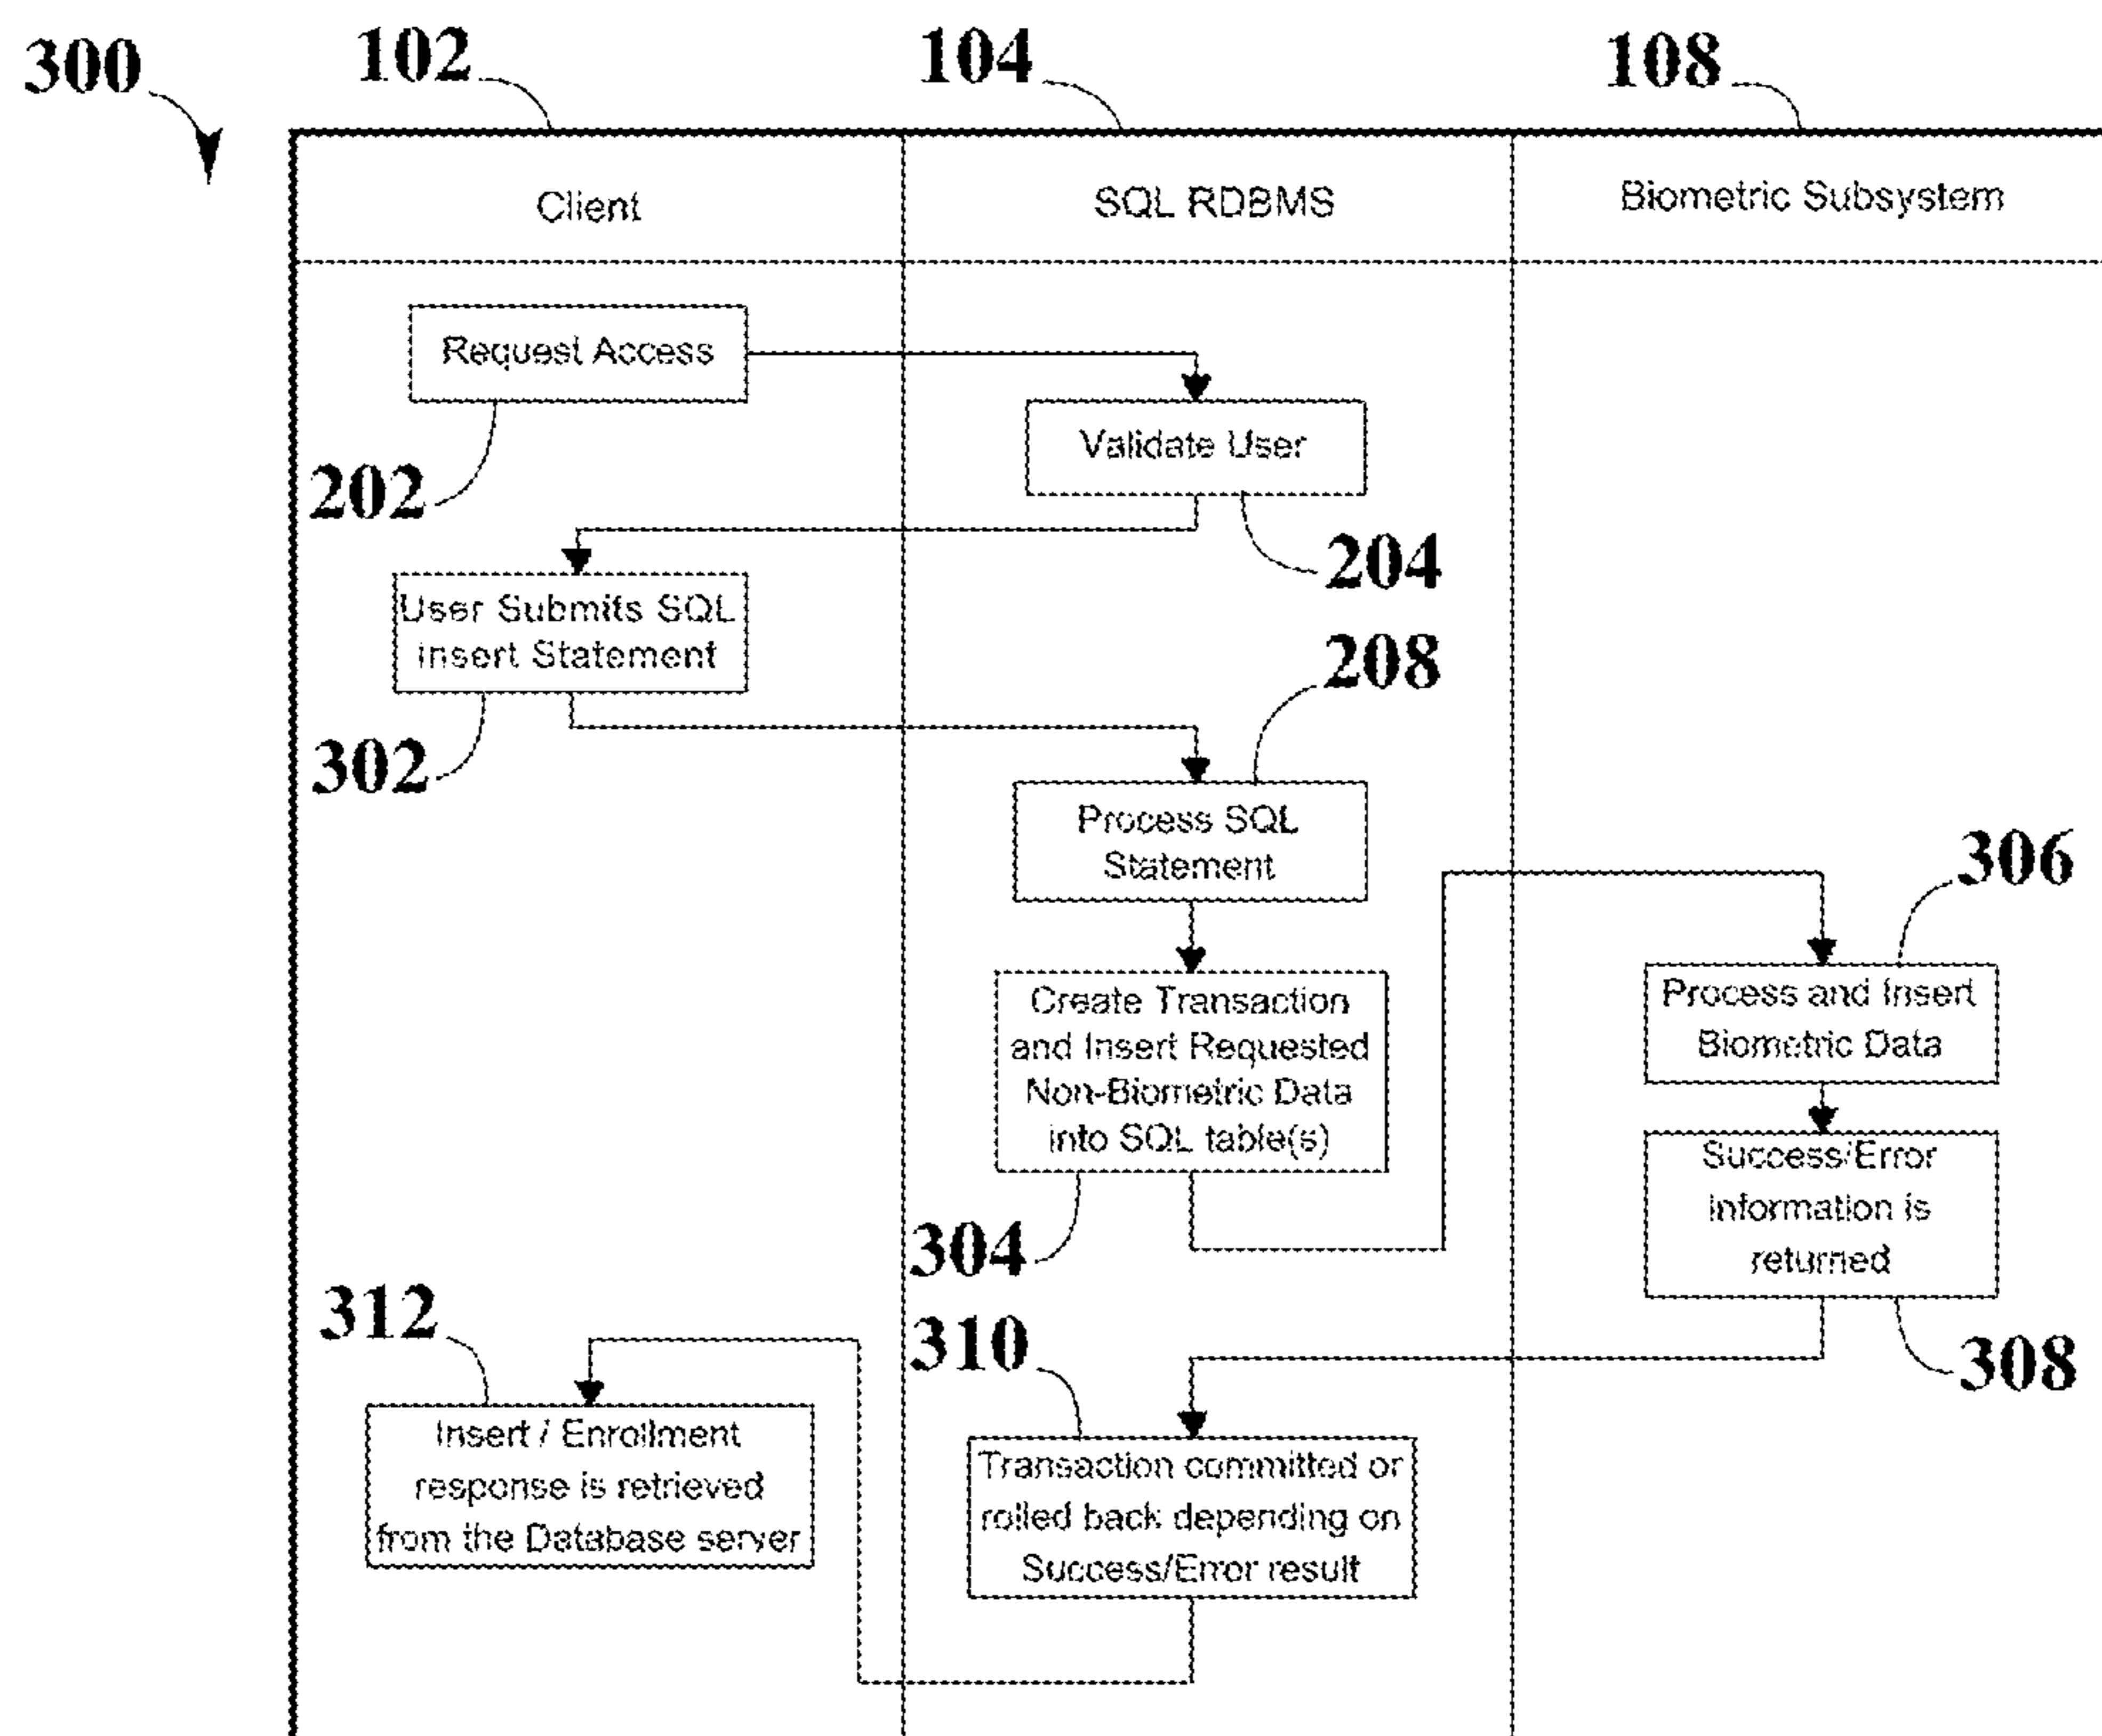 300
102
104
108
Client
SQL RDBMS
Biometric Subsystem
Request Access
Validate User
202
204
User Submits SQL
insert Statement
208
302
Process SQL
Statement
306
Create Transaction
and Insert Requested
Non-Biometric Data
into SQL table(s)
Process and Insert
Biometric Data
Success/Error
information is
returned
304
312
310
308
Insert / Enrollment
response is retrieved
from the Database server
Transaction committed or
rolled back depending on
Success/Error result